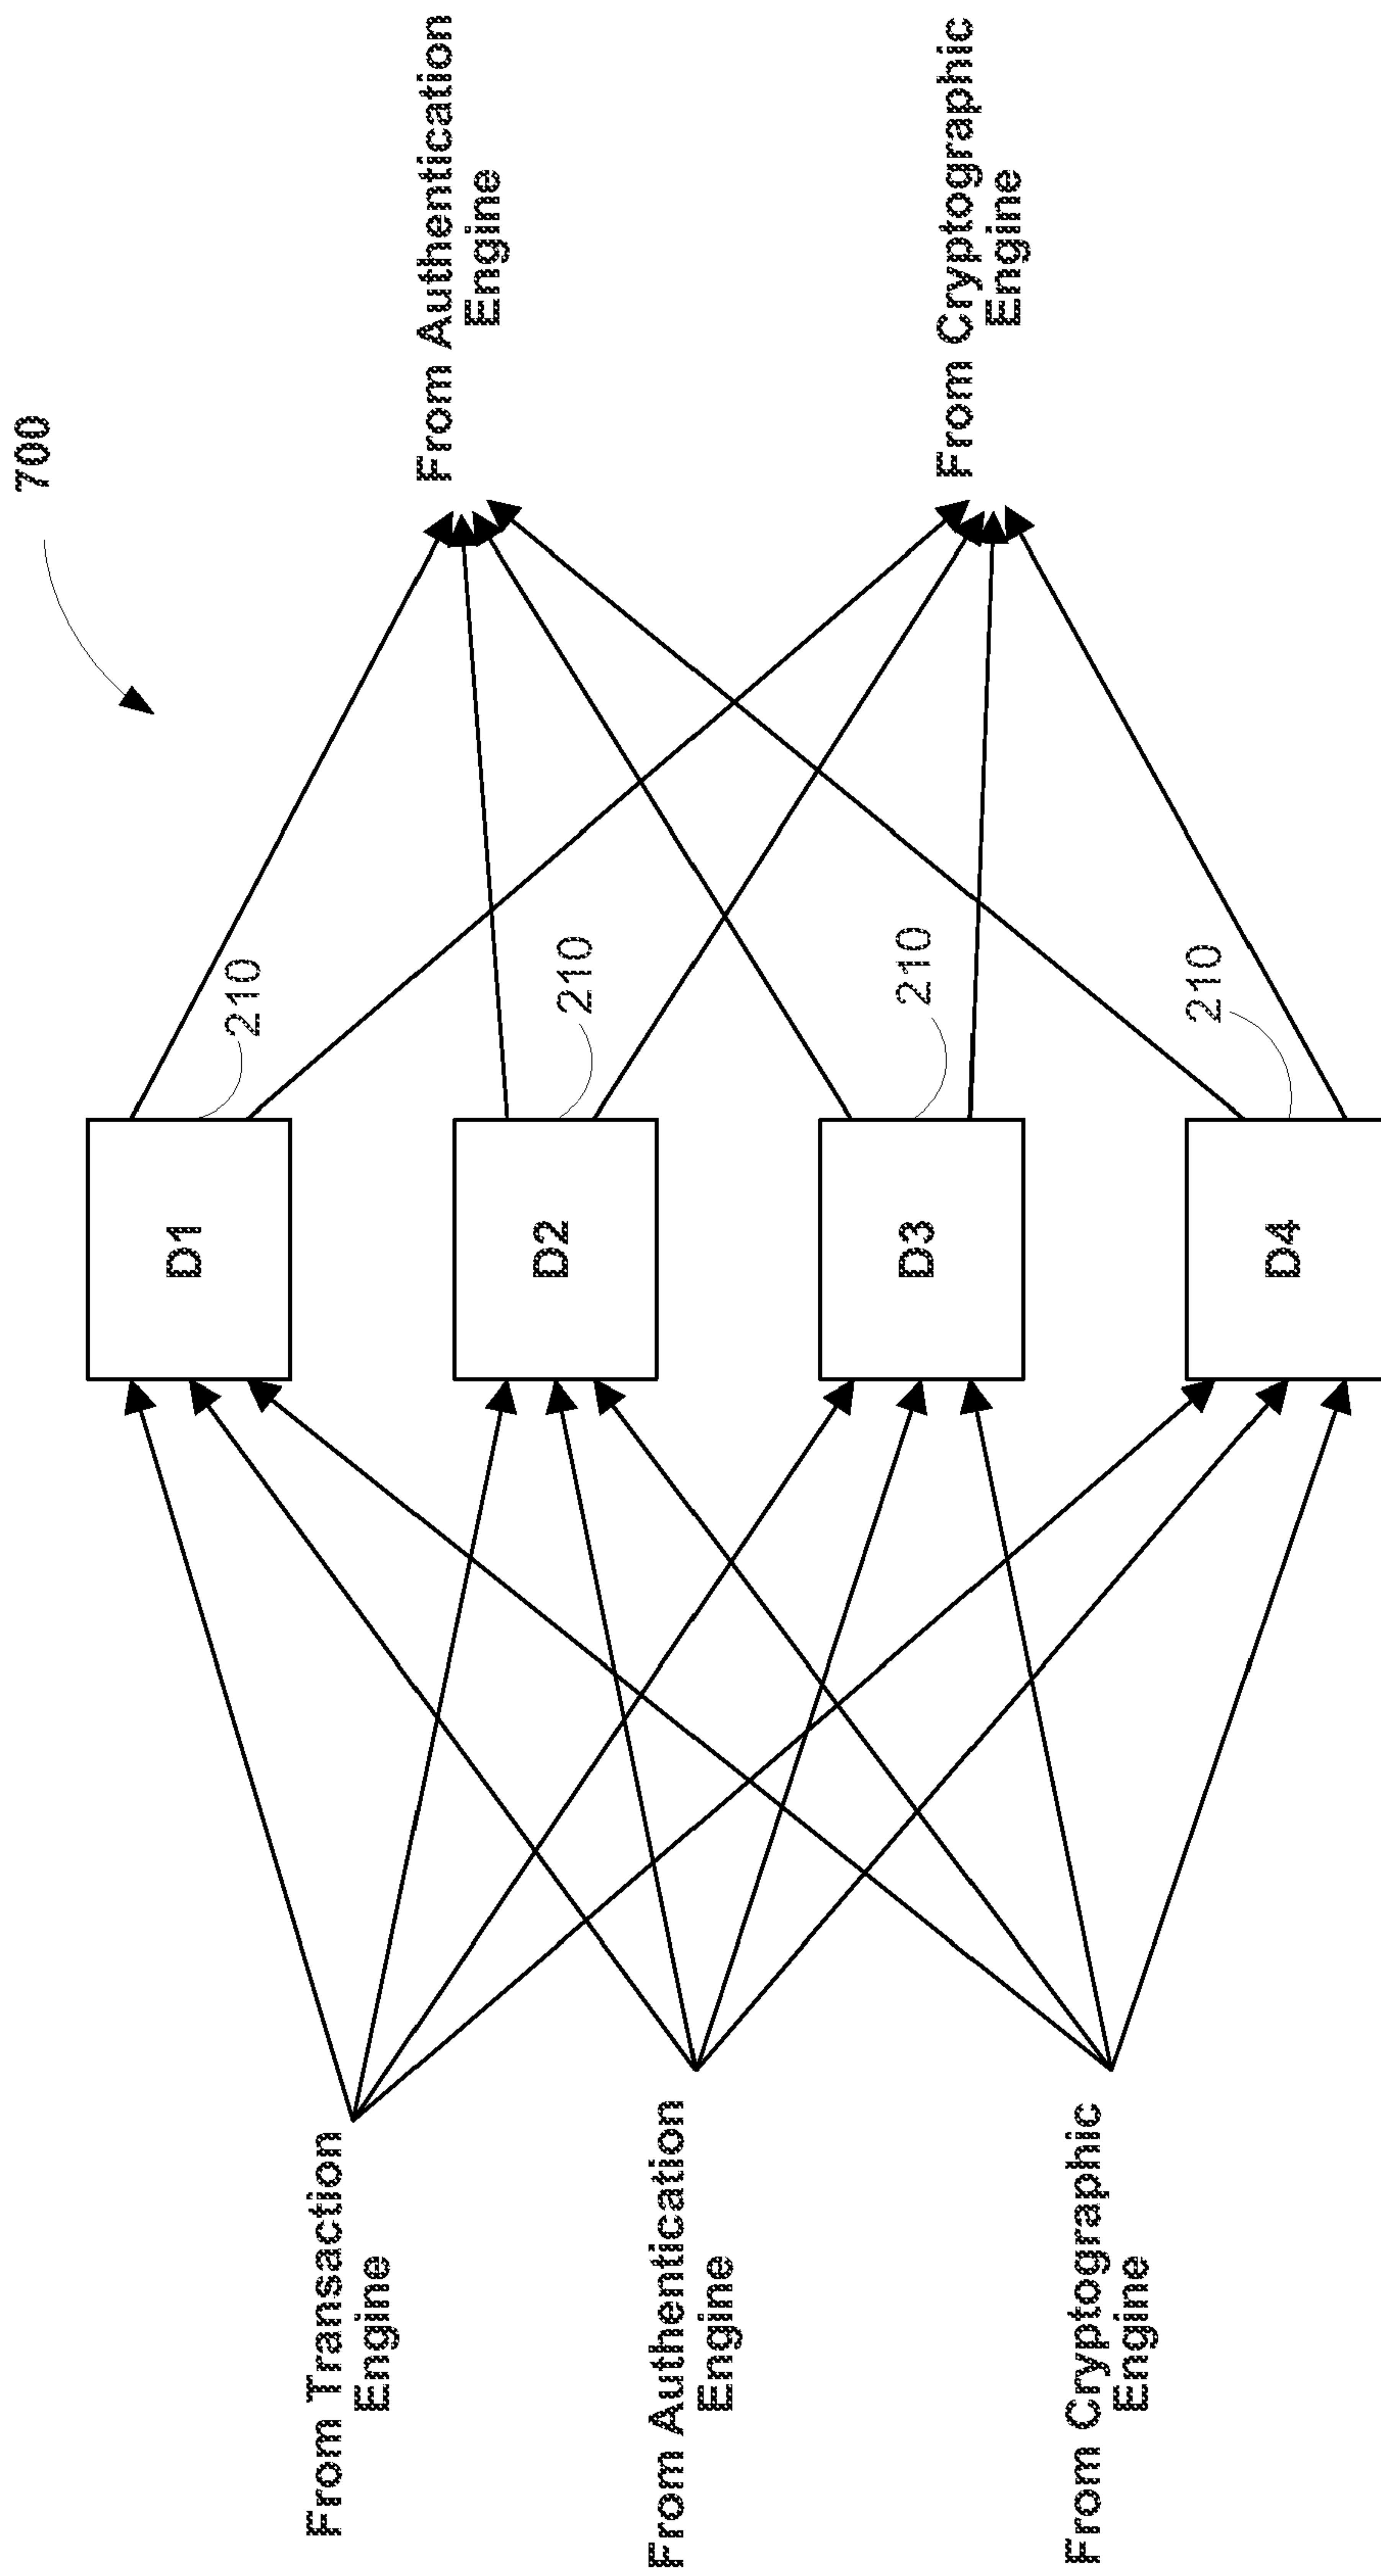 700
From Transaction
Engine
From Authentication
Engine
From Cryptographic
Engine
D1
210
D2
210
D3
210
D4
210
From Authentication
Engine
From Cryptographic
Engine